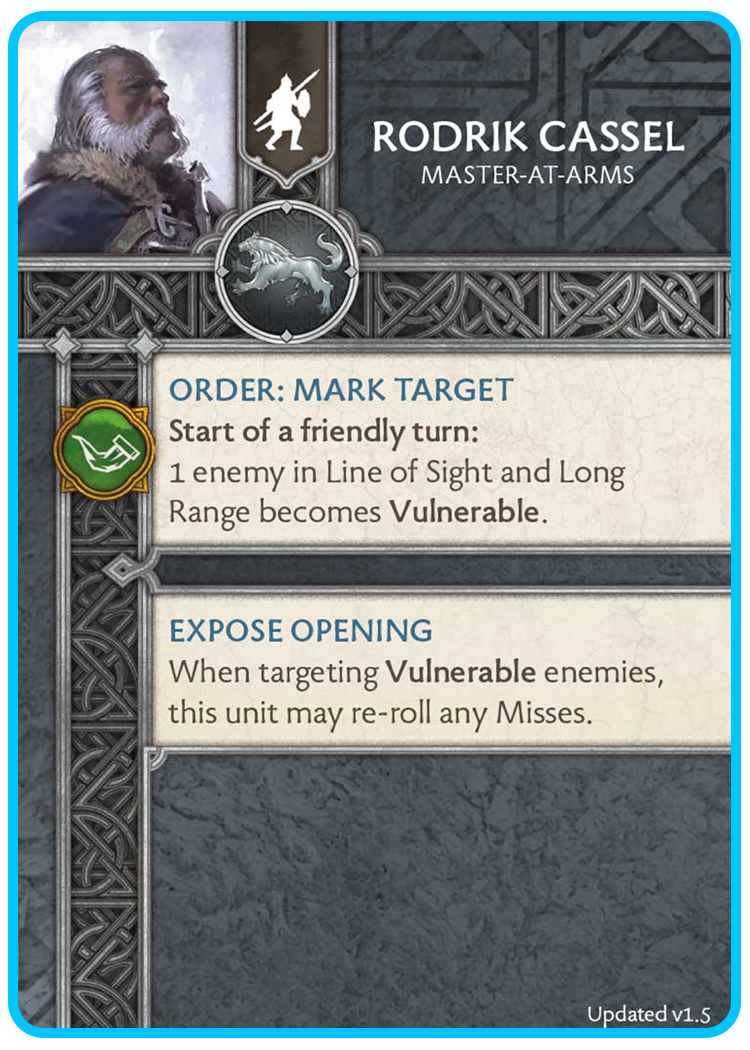 RODRIK CASSEL
MASTER-AT-ARMS
ORDER: MARK TARGET
Start of a friendly turn:
1 enemy in Line of Sight and Long
Range becomes Vulnerable.
EXPOSE OPENING
When targeting Vulnerable enemies,
this unit may re-roll any Misses.
Updated v1.5